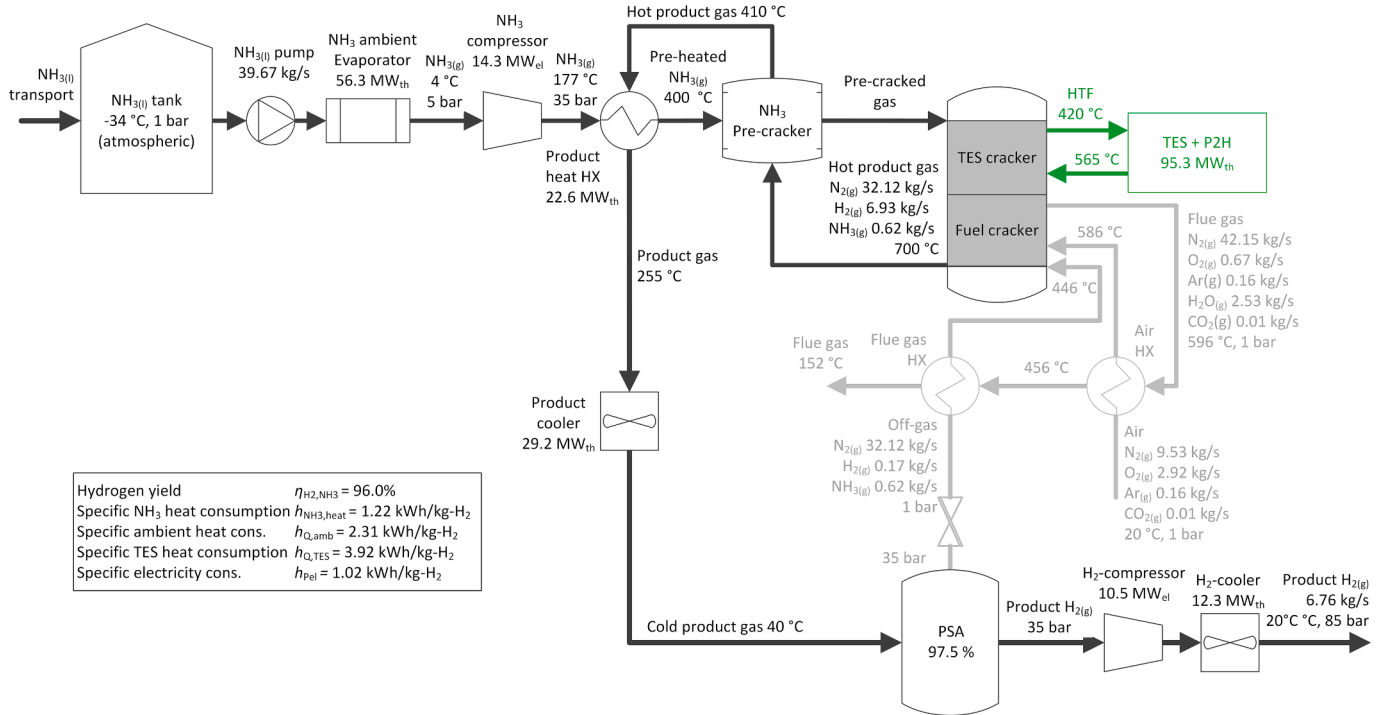 NH3(l)
transport
NH3(l) tank
-34 °C, 1 bar
(atmospheric)
NH3(l) pump
39.67 kg/s
NH3 ambient
Evaporator
56.3 MWth
NH3(g)
4 °C
5 bar
NH3
compressor
14.3 MWel
NH3(g)
177 °C
35 bar
Hot product gas 410 °C
Pre-heated
NH3(g)
400 °C
Product
heat HX
22.6 MWth
NH3
Pre-cracker
Pre-cracked
gas
Hot product gas
N2(g) 32.12 kg/s
H2(g) 6.93 kg/s
NH3(g) 0.62 kg/s
700 °C
TES cracker
Fuel cracker
HTF
420 °C
565 °C
TES + P2H
95.3 MWth
586 °C
446 °C
Flue gas
N2(g) 42.15 kg/s
O2(g) 0.67 kg/s
Ar(g) 0.16 kg/s
H2O(g) 2.53 kg/s
CO2(g) 0.01 kg/s
596 °C, 1 bar
Product gas
255 °C
Flue gas
152 °C
Flue gas
HX
456 °C
Air
HX
Product
cooler
29.2 MWth
Off-gas
N2(g) 32.12 kg/s
H2(g) 0.17 kg/s
NH3(g) 0.62 kg/s
1 bar
35 bar
Air
N2(g) 9.53 kg/s
O2(g) 2.92 kg/s
Ar(g) 0.16 kg/s
CO2(g) 0.01 kg/s
20 °C, 1 bar
Hydrogen yield ηH2,NH3 = 96.0%
Specific NH3 heat consumption hNH3,heat = 1.22 kWh/kg-H2
Specific ambient heat cons. hQ,amb = 2.31 kWh/kg-H2
Specific TES heat consumption hQ,TES = 3.92 kWh/kg-H2
Specific electricity cons. hPel = 1.02 kWh/kg-H2
Cold product gas 40 °C
PSA
97.5 %
Product H2(g)
35 bar
H2-compressor
10.5 MWel
H2-cooler
12.3 MWth
Product H2(g)
6.76 kg/s
20°C °C, 85 bar